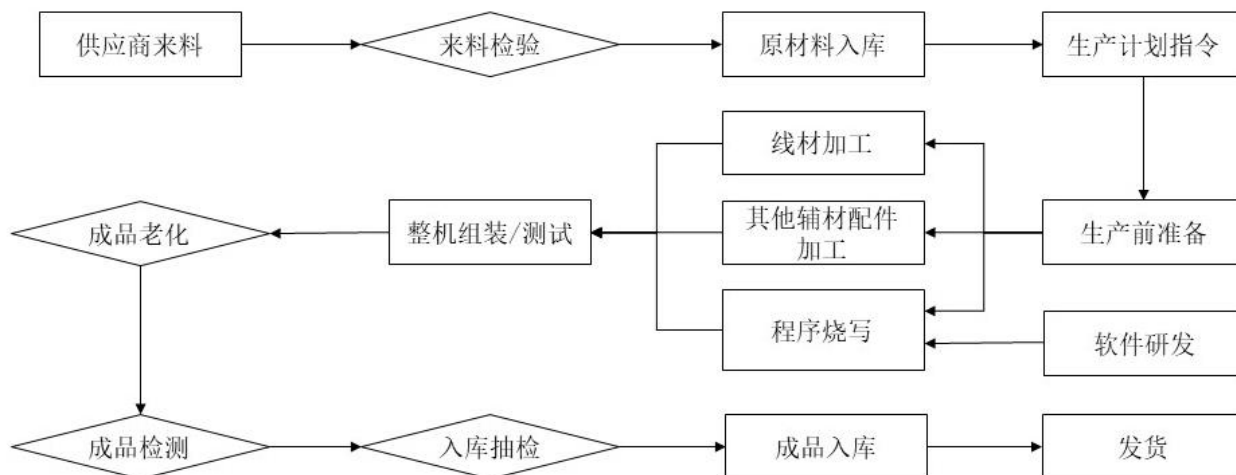 供应商来料
来料检验
原材料入库
生产计划指令
线材加工
成品老化
整机组装/测试
其他辅材配件
加工
生产前准备
程序烧写
软件研发
成品检测
入库抽检
成品入库
发货